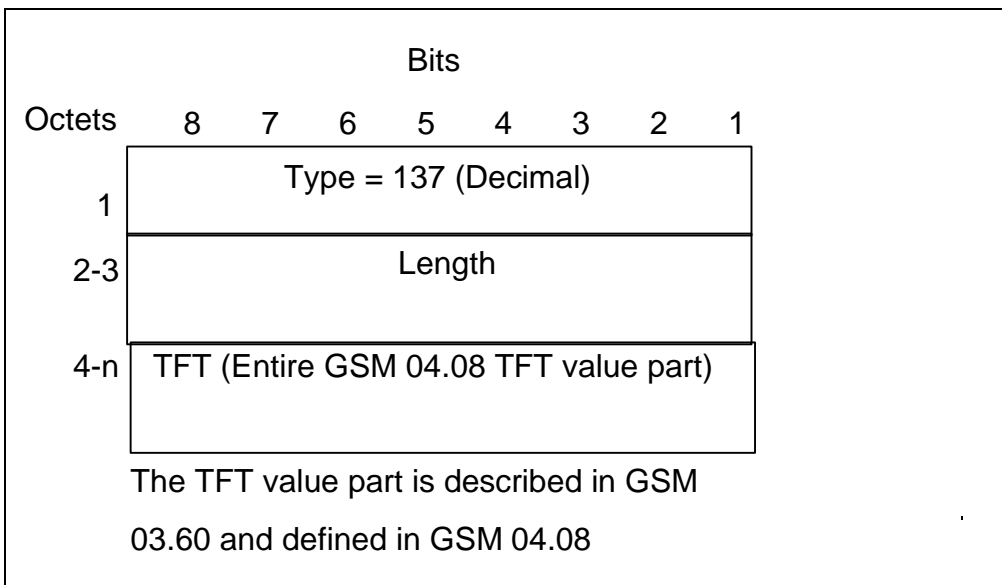 Bits
Octets 8 7 6 5 4 3 2 1
1 Type = 137 (Decimal)
2-3 Length
4-n TFT (Entire GSM 04.08 TFT value part)
The TFT value part is described in GSM
03.60 and defined in GSM 04.08